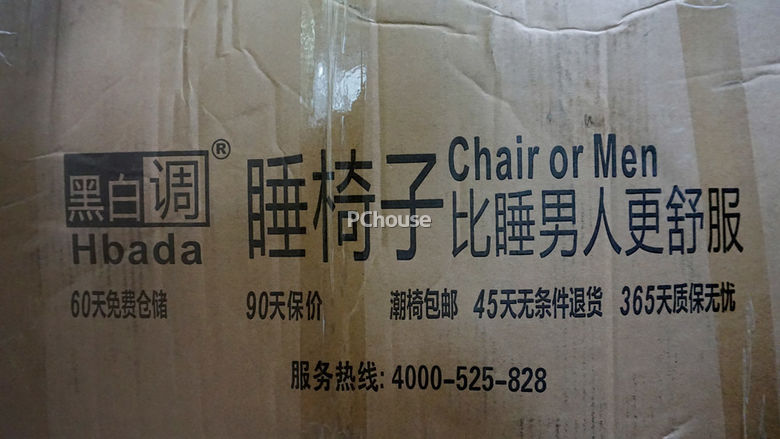 黑白调®
Hbada
睡椅子
Chair or Men
比睡男人更舒服
PChouse
60天免费仓储 90天保价 潮椅包邮 45天无条件退货 365天质保无忧
服务热线: 4000-525-828